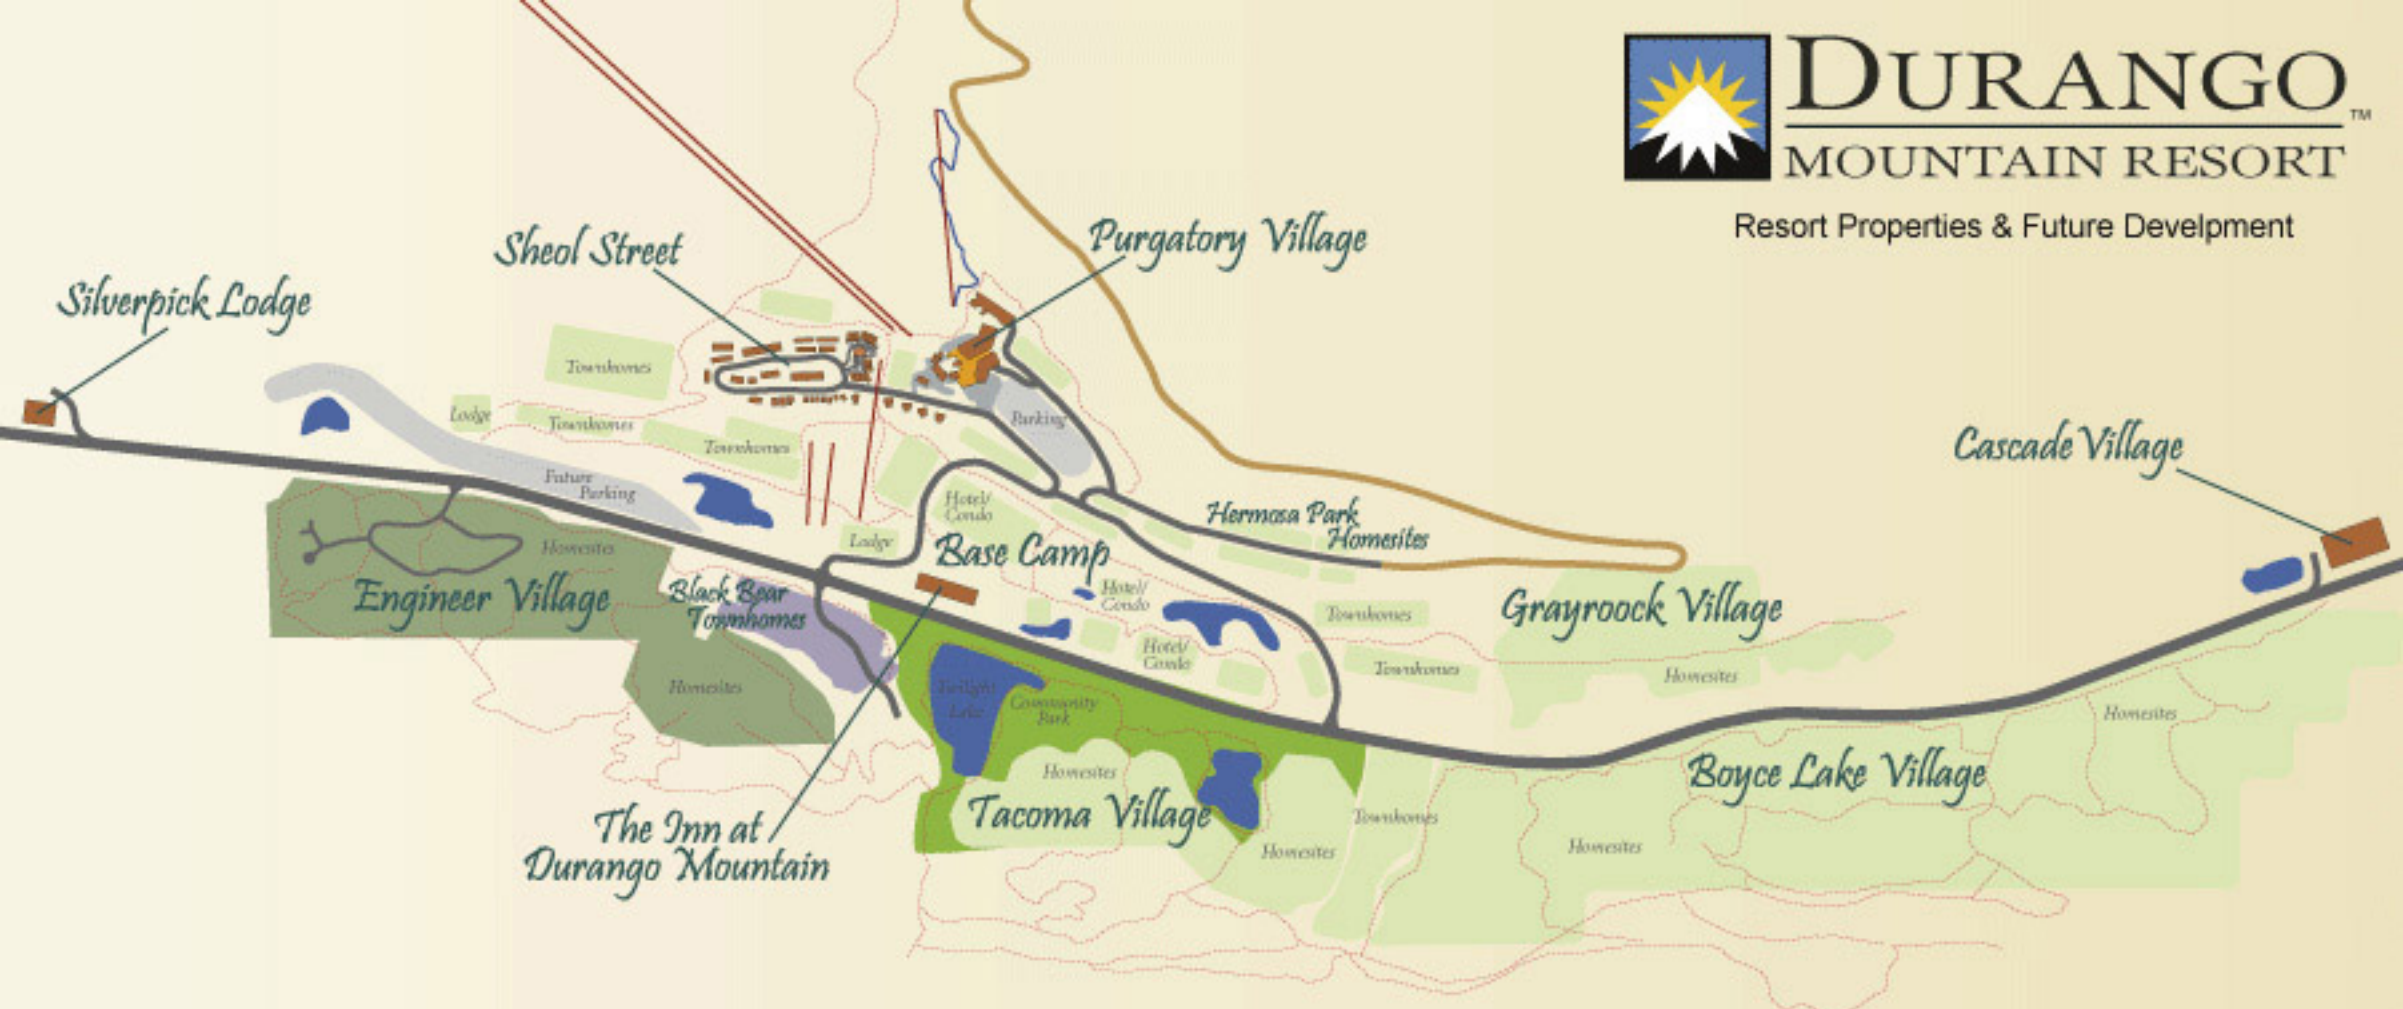 DURANGO
TM
MOUNTAIN RESORT
Resort Properties & Future Develpment
Purgatory Village
Sheol Street
Silverpick Lodge
Townhomes
Lodge
Townhomes
Townhomes
Parking
Cascade Village
Future
Parking
Hotel/
Condo
Hermosa Park
Homesites
Lodge
Base Camp
Homesites
Engineer Village
Black Bear
Townhomes
Hotel/
Condo
Townhomes
Grayroock Village
Hotel/
Condo
Townhomes
Homesites
Homesites
Twilight
Lake
Community
Park
Homesites
Homesites
Tacoma Village
Boyce Lake Village
Townhomes
The Inn at
Durango Mountain
Homesites
Homesites